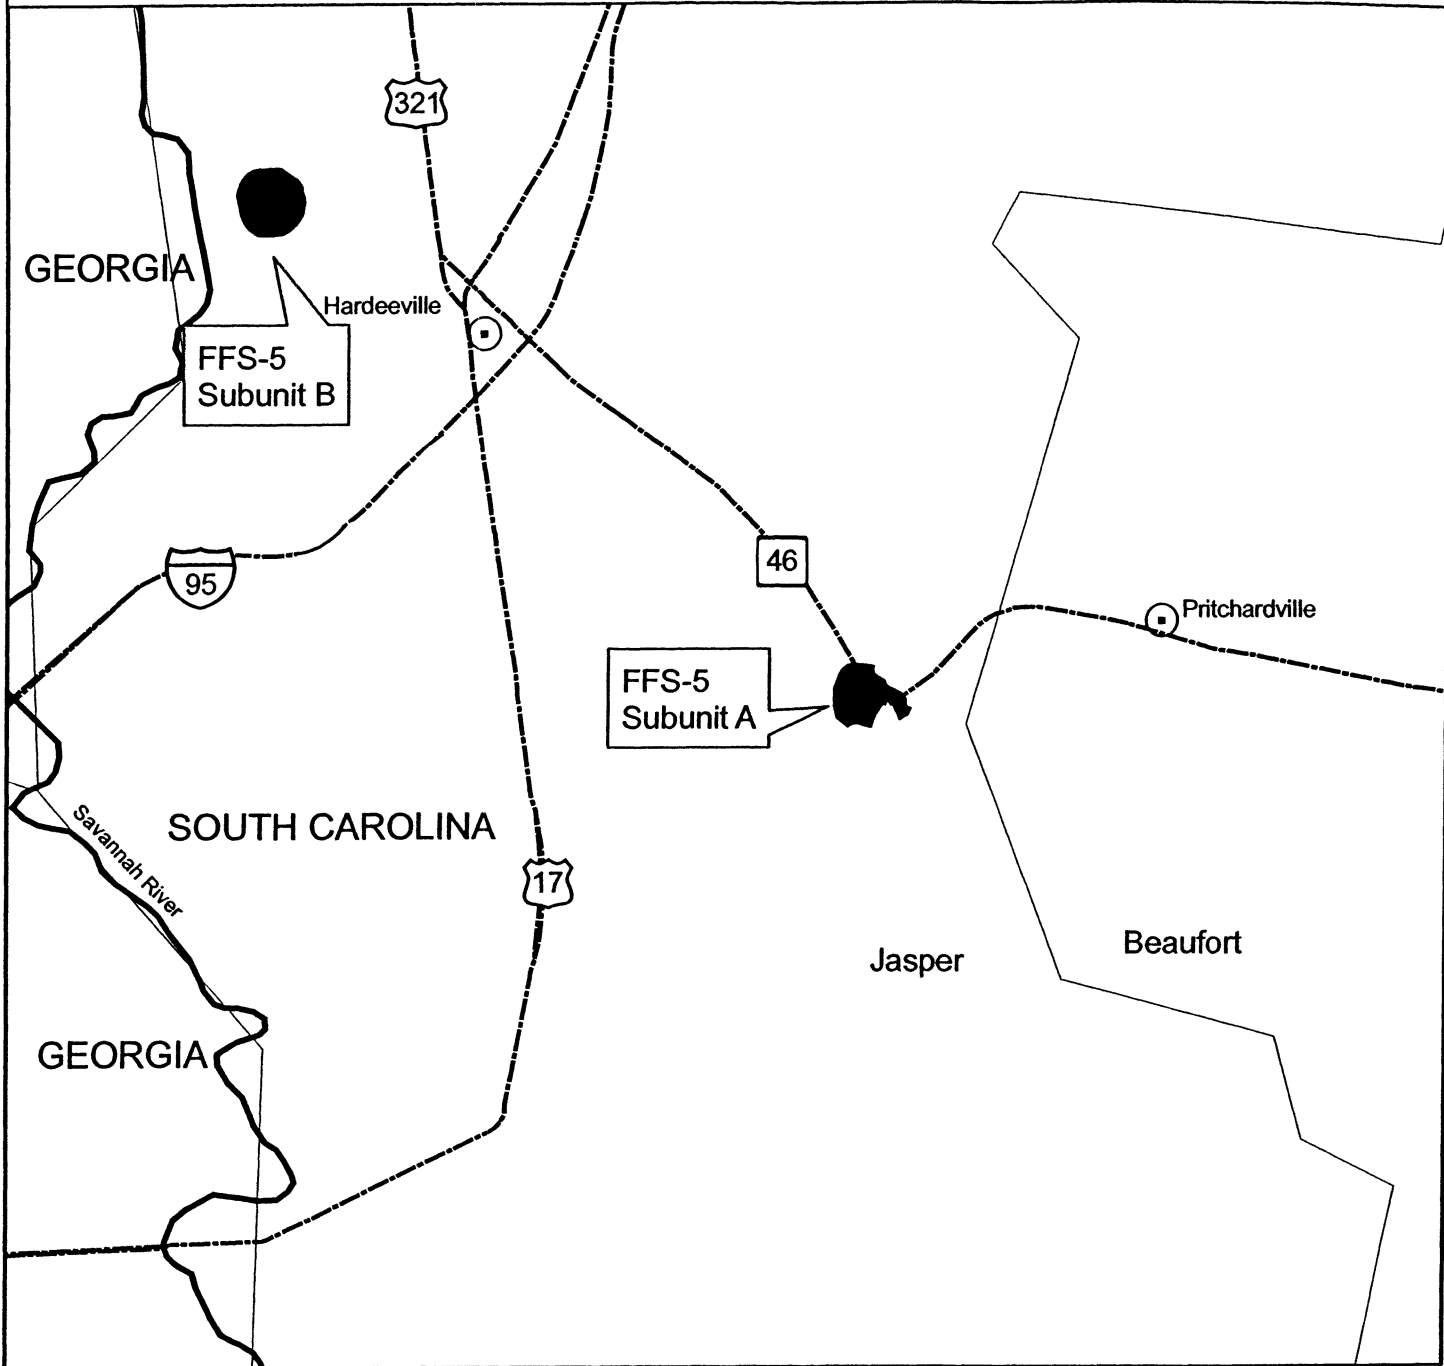 321
GEORGIA
Hardeeville
FFS-5
Subunit B
46
95
Pritchardville
FFS-5
Subunit A
Savannah River
SOUTH CAROLINA
17
Beaufort
Jasper
GEORGIA